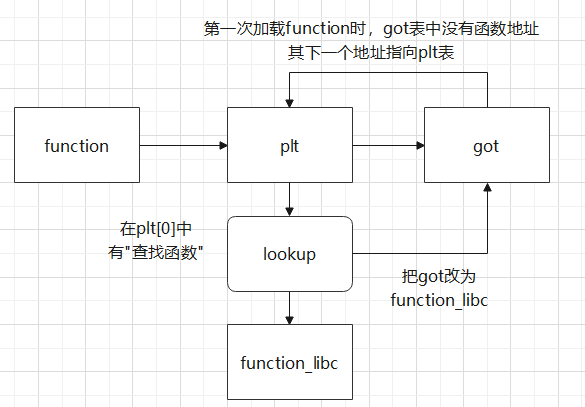 第一次加载function时，got表中没有函数地址
其下一个地址指向plt表
function
plt
got
在plt[0]中
有"查找函数"
lookup
把got改为
function_libc
function_libc